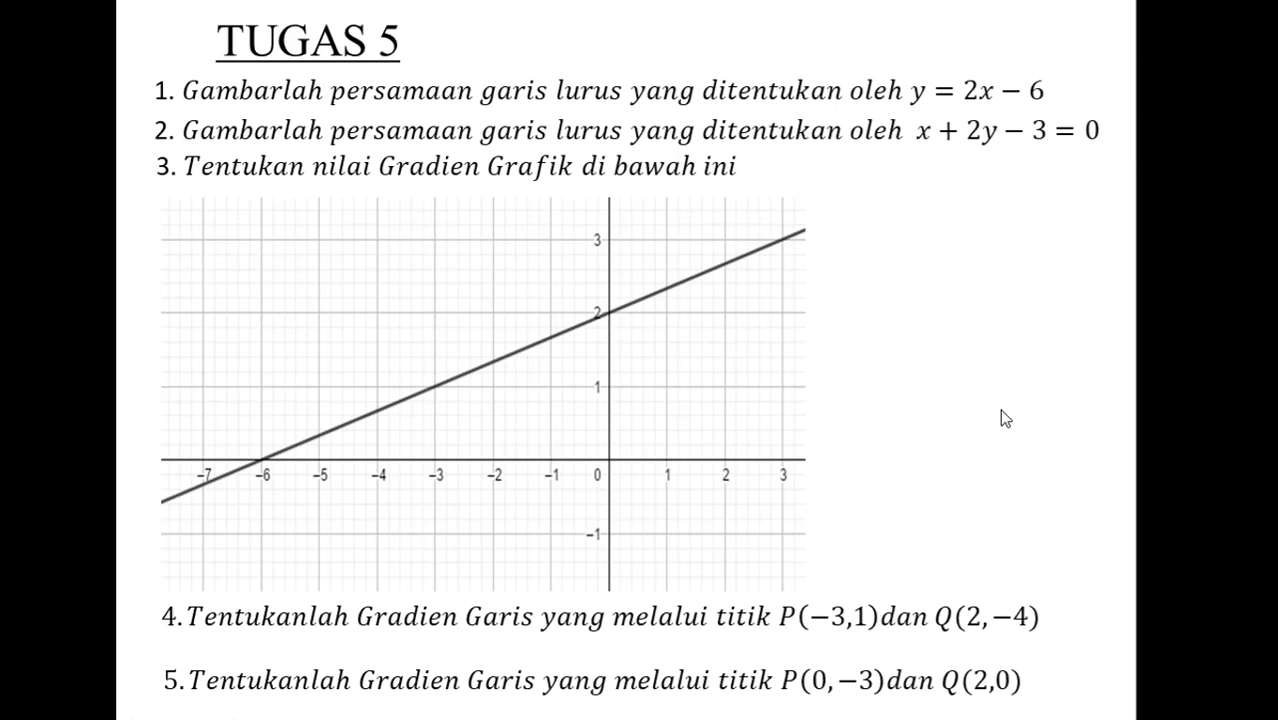 TUGAS 5
1. Gambarlah persamaan garis lurus yang ditentukan oleh y = 2x − 6
2. Gambarlah persamaan garis lurus yang ditentukan oleh x + 2y − 3 = 0
3. Tentukan nilai Gradien Grafik di bawah ini
3
2
1
−7 −6 −5 −4 −3 −2 −1 0 1 2 3
−1
4. Tentukanlah Gradien Garis yang melalui titik P(−3,1)dan Q(2,−4)
5. Tentukanlah Gradien Garis yang melalui titik P(0,−3)dan Q(2,0)